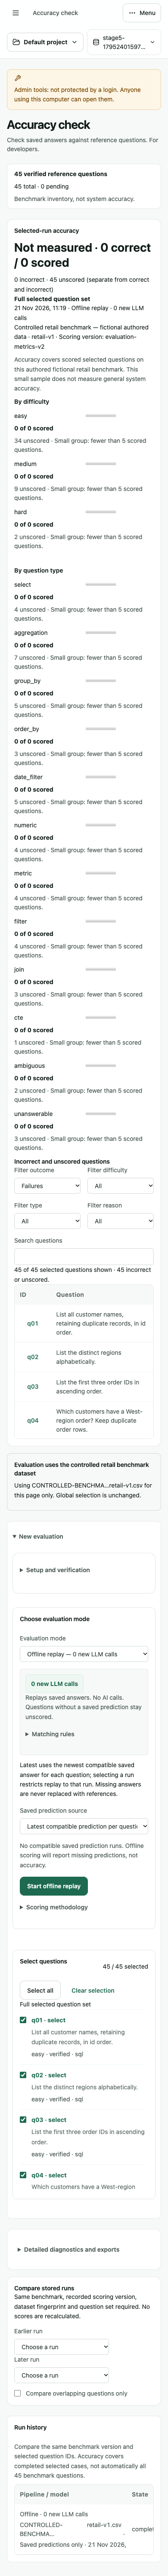 Accuracy check
Menu
Default project
stage5-
17952401597...
Admin tools: not protected by a login. Anyone
using this computer can open them.
Accuracy check
Check saved answers against reference questions. For
developers.
45 verified reference questions
45 total · 0 pending
Benchmark inventory, not system accuracy.
Selected-run accuracy
Not measured · 0 correct
/ 0 scored
0 incorrect · 45 unscored (separate from correct
and incorrect)
Full selected question set
21 Nov 2026, 11:19 · Offline replay · 0 new LLM
calls
Controlled retail benchmark — fictional authored
data · retail-v1 · Scoring version: evaluation-
metrics-v2
Accuracy covers scored selected questions on
this authored fictional retail benchmark. This
small sample does not measure general system
accuracy.
By difficulty
easy
0 of 0 scored
34 unscored · Small group: fewer than 5 scored
questions.
medium
0 of 0 scored
9 unscored · Small group: fewer than 5 scored
questions.
hard
0 of 0 scored
2 unscored · Small group: fewer than 5 scored
questions.
By question type
select
0 of 0 scored
4 unscored · Small group: fewer than 5 scored
questions.
aggregation
0 of 0 scored
7 unscored · Small group: fewer than 5 scored
questions.
group_by
0 of 0 scored
5 unscored · Small group: fewer than 5 scored
questions.
order_by
0 of 0 scored
3 unscored · Small group: fewer than 5 scored
questions.
date_filter
0 of 0 scored
5 unscored · Small group: fewer than 5 scored
questions.
numeric
0 of 0 scored
4 unscored · Small group: fewer than 5 scored
questions.
metric
0 of 0 scored
4 unscored · Small group: fewer than 5 scored
questions.
filter
0 of 0 scored
4 unscored · Small group: fewer than 5 scored
questions.
join
0 of 0 scored
3 unscored · Small group: fewer than 5 scored
questions.
cte
0 of 0 scored
1 unscored · Small group: fewer than 5 scored
questions.
ambiguous
0 of 0 scored
2 unscored · Small group: fewer than 5 scored
questions.
unanswerable
0 of 0 scored
3 unscored · Small group: fewer than 5 scored
questions.
Incorrect and unscored questions
Filter outcome Filter difficulty
Failures All
Filter type Filter reason
All All
Search questions
45 of 45 selected questions shown · 45 incorrect
or unscored.
ID Question
q01 List all customer names,
retaining duplicate records, in id
order.
q02 List the distinct regions
alphabetically.
q03 List the first three order IDs in
ascending order.
q04 Which customers have a West-
region order? Keep duplicate
order rows.
Evaluation uses the controlled retail benchmark
dataset
Using CONTROLLED-BENCHMA...retail-v1.csv for
this page only. Global selection is unchanged.
▼ New evaluation
▶ Setup and verification
Choose evaluation mode
Evaluation mode
Offline replay — 0 new LLM calls
0 new LLM calls
Replays saved answers. No AI calls.
Questions without a saved prediction stay
unscored.
▶ Matching rules
Latest uses the newest compatible saved
answer for each question; selecting a run
restricts replay to that run. Missing answers
are never replaced with references.
Saved prediction source
Latest compatible prediction per questic
No compatible saved prediction runs. Offline
scoring will report missing predictions, not
accuracy.
Start offline replay
▶ Scoring methodology
Select questions
45 / 45 selected
Select all Clear selection
Full selected question set
q01 · select
List all customer names, retaining
duplicate records, in id order.
easy · verified · sql
q02 · select
List the distinct regions alphabetically.
easy · verified · sql
q03 · select
List the first three order IDs in ascending
order.
easy · verified · sql
q04 · select
Which customers have a West-region
▶ Detailed diagnostics and exports
Compare stored runs
Same benchmark, recorded scoring version,
dataset fingerprint and question set required. No
scores are recalculated.
Earlier run
Choose a run
Later run
Choose a run
Compare overlapping questions only
Run history
Compare the same benchmark version and
selected question IDs. Accuracy covers
completed selected cases, not automatically all
45 benchmark questions.
Pipeline / model State
Offline · 0 new LLM calls
CONTROLLED- retail-v1.csv
BENCHMA...
Saved predictions only · 21 Nov 2026,